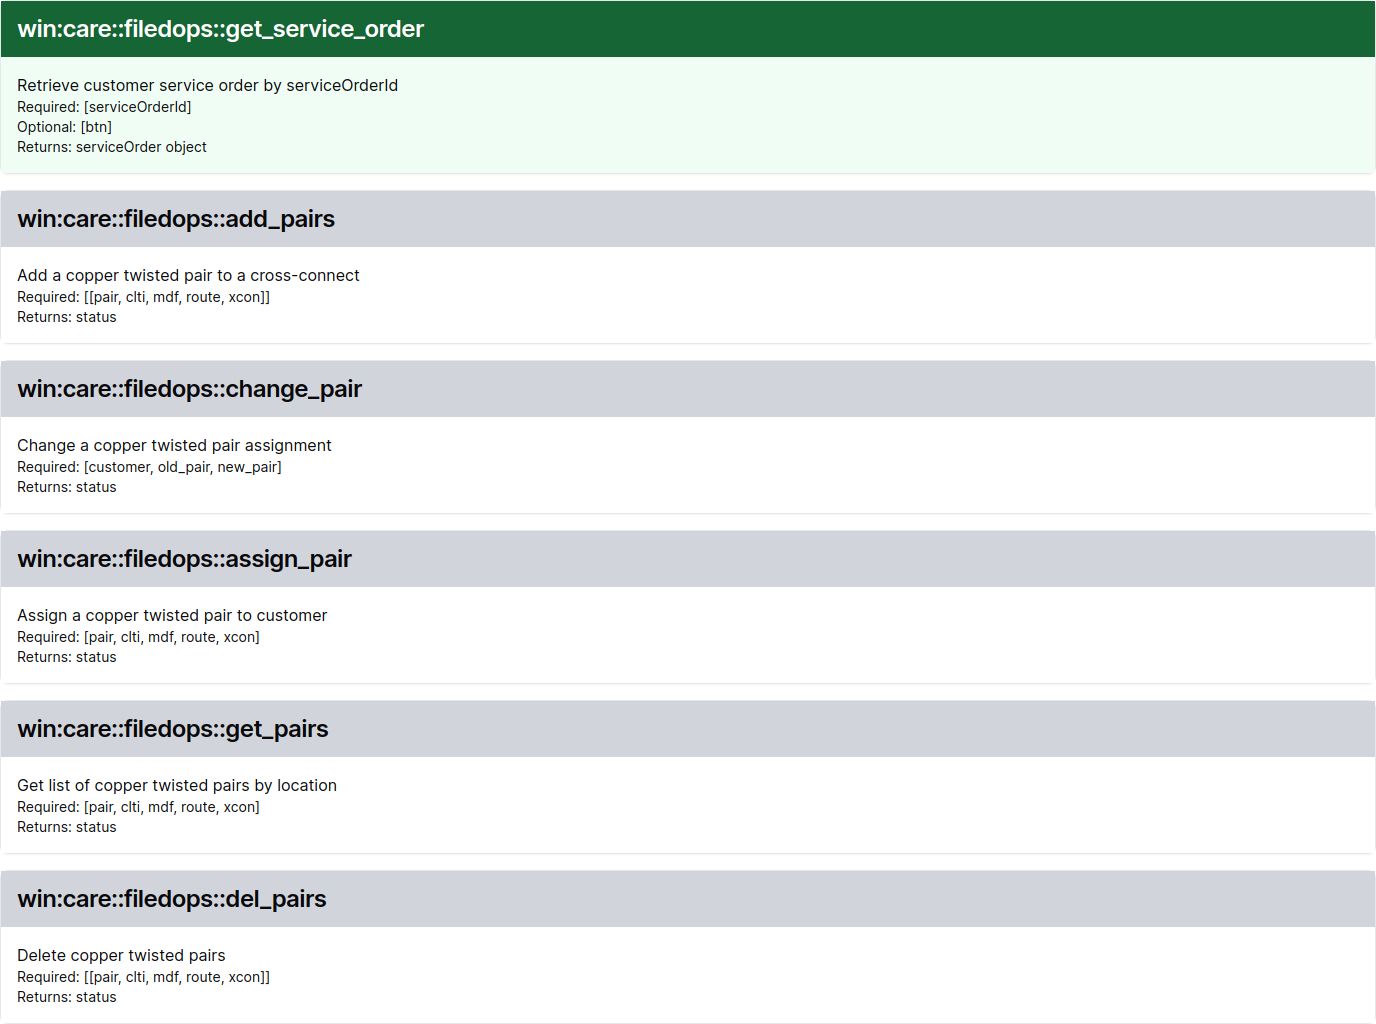 win:care::filedops::get_service_order
Retrieve customer service order by serviceOrderId
Required: [serviceOrderId]
Optional: [btn]
Returns: serviceOrder object
win:care::filedops::add_pairs
Add a copper twisted pair to a cross-connect
Required: [[pair, clti, mdf, route, xcon]]
Returns: status
win:care::filedops::change_pair
Change a copper twisted pair assignment
Required: [customer, old_pair, new_pair]
Returns: status
win:care::filedops::assign_pair
Assign a copper twisted pair to customer
Required: [pair, clti, mdf, route, xcon]
Returns: status
win:care::filedops::get_pairs
Get list of copper twisted pairs by location
Required: [pair, clti, mdf, route, xcon]
Returns: status
win:care::filedops::del_pairs
Delete copper twisted pairs
Required: [[pair, clti, mdf, route, xcon]]
Returns: status